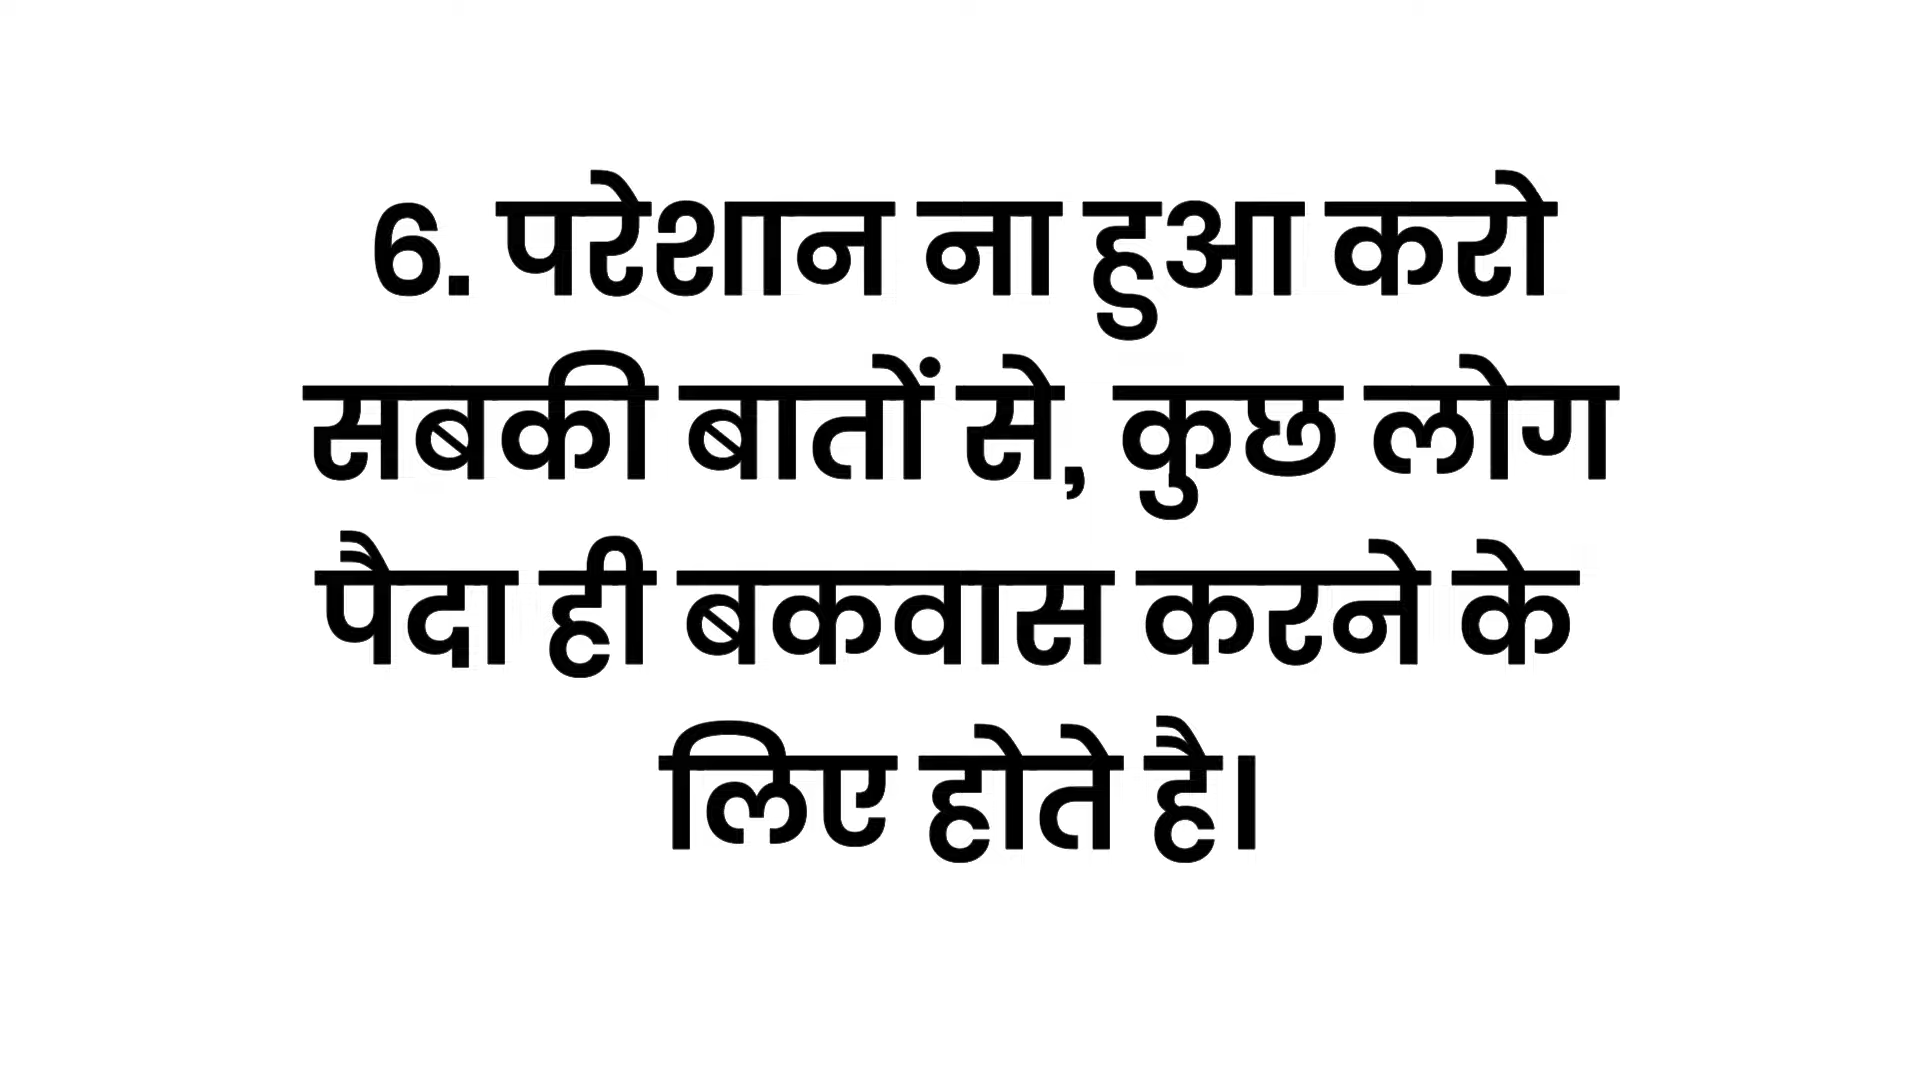 6. परेशान ना हुआ करो
सबकी बातों से, कुछ लोग
पैदा ही बकवास करने के
लिए होते है।